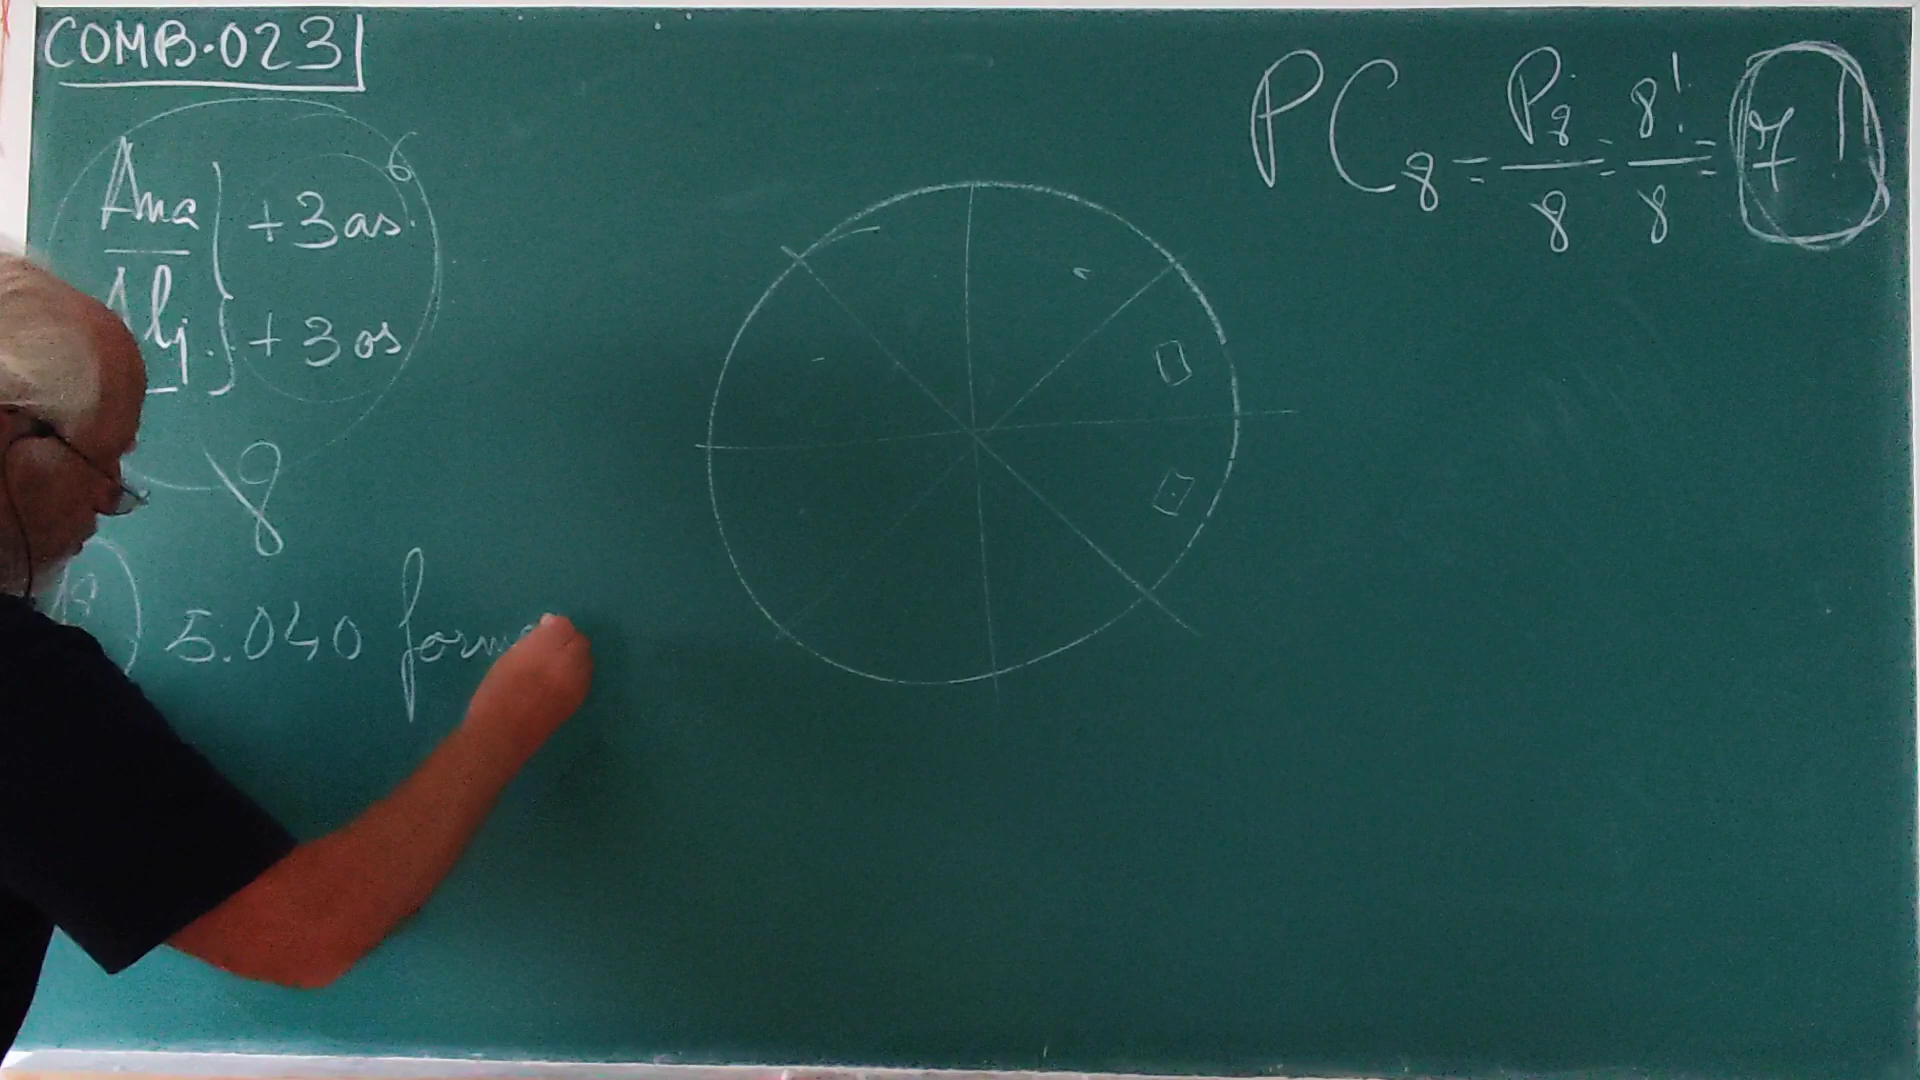 COMB.023
PC8 = P8/8 = 8!/8 = 7!
6
Ana + 3 as
Alj. + 3 os
8
5.040 form